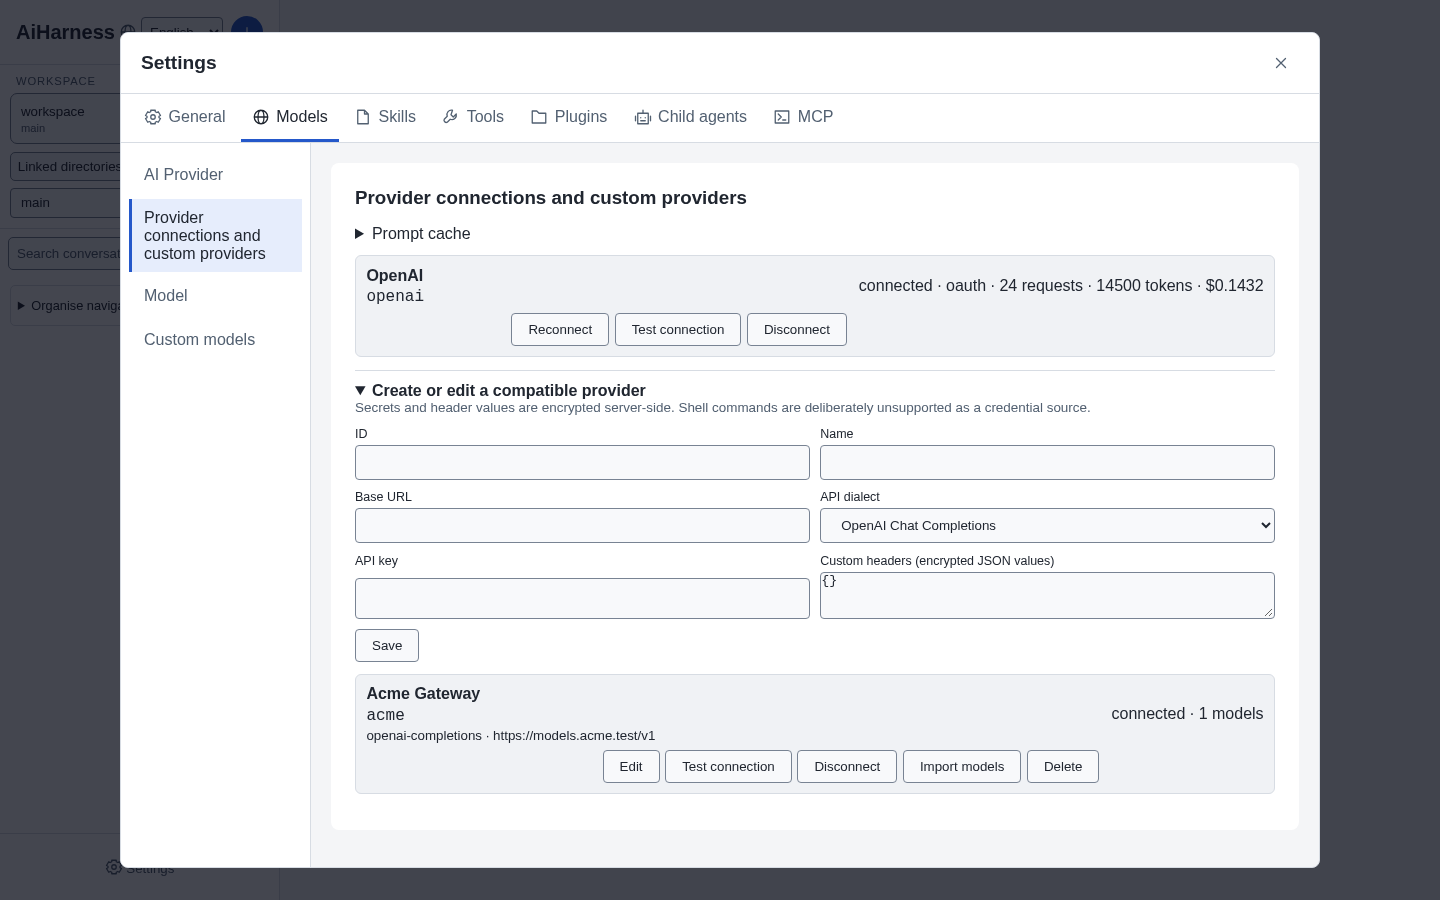 AiHarness
English
Settings
WORKSPACE
General
Models
Skills
Tools
Plugins
Child agents
MCP
workspace
main
Linked directories
main
Search conversat
Organise naviga
AI Provider
Provider
connections and
custom providers
Model
Custom models
Provider connections and custom providers
Prompt cache
OpenAI
openai
connected · oauth · 24 requests · 14500 tokens · $0.1432
Reconnect
Test connection
Disconnect
Create or edit a compatible provider
Secrets and header values are encrypted server-side. Shell commands are deliberately unsupported as a credential source.
ID
Name
Base URL
API dialect
OpenAI Chat Completions
API key
Custom headers (encrypted JSON values)
{}
Save
Acme Gateway
acme
connected · 1 models
openai-completions · https://models.acme.test/v1
Edit
Test connection
Disconnect
Import models
Delete
Settings